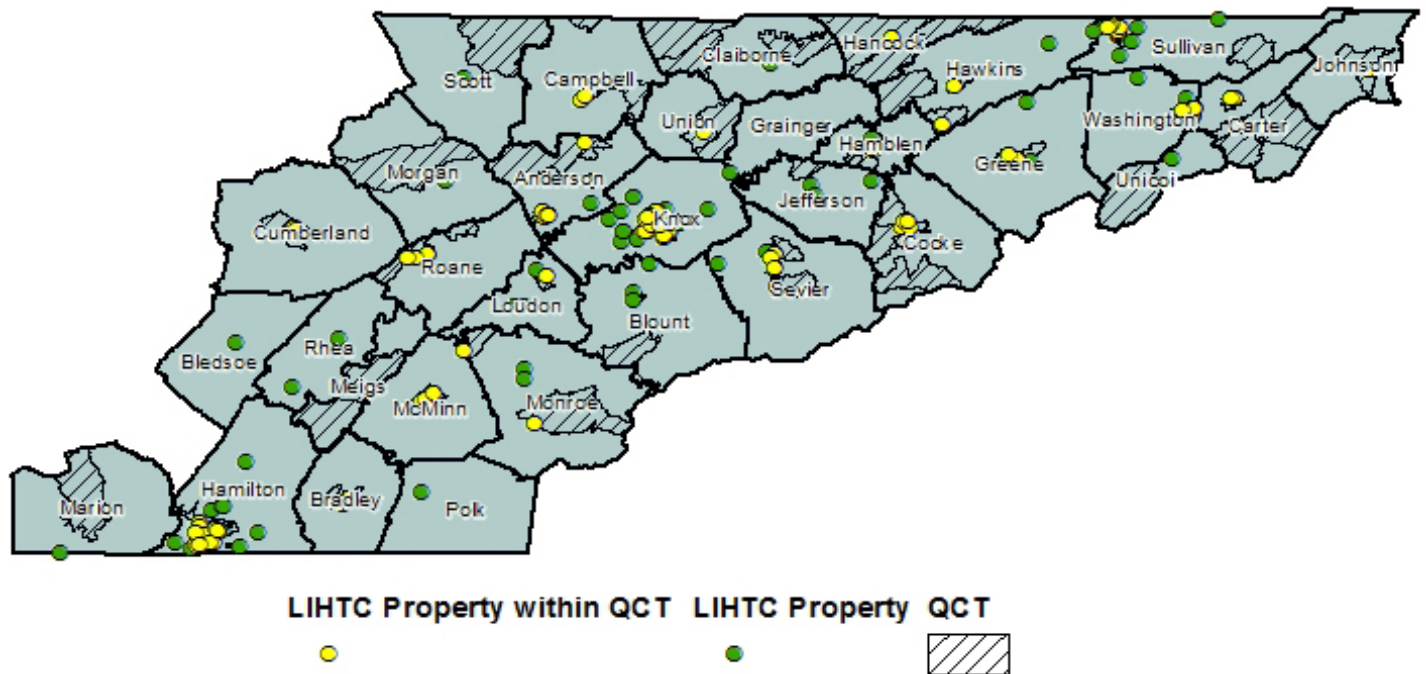 Scott
Campbell
Claiborne
Hancock
Hawkins
Sullivan
Johnson
Union
Grainger
Hamblen
Washington
Carter
Morgan
Anderson
Greene
Unicoi
Jefferson
Cumberland
Roane
Knox
Cocke
Loudon
Sevier
Blount
Bledsoe
Rhea
Meigs
McMinn
Monroe
Marion
Hamilton
Bradley
Polk
LIHTC Property within QCT LIHTC Property QCT